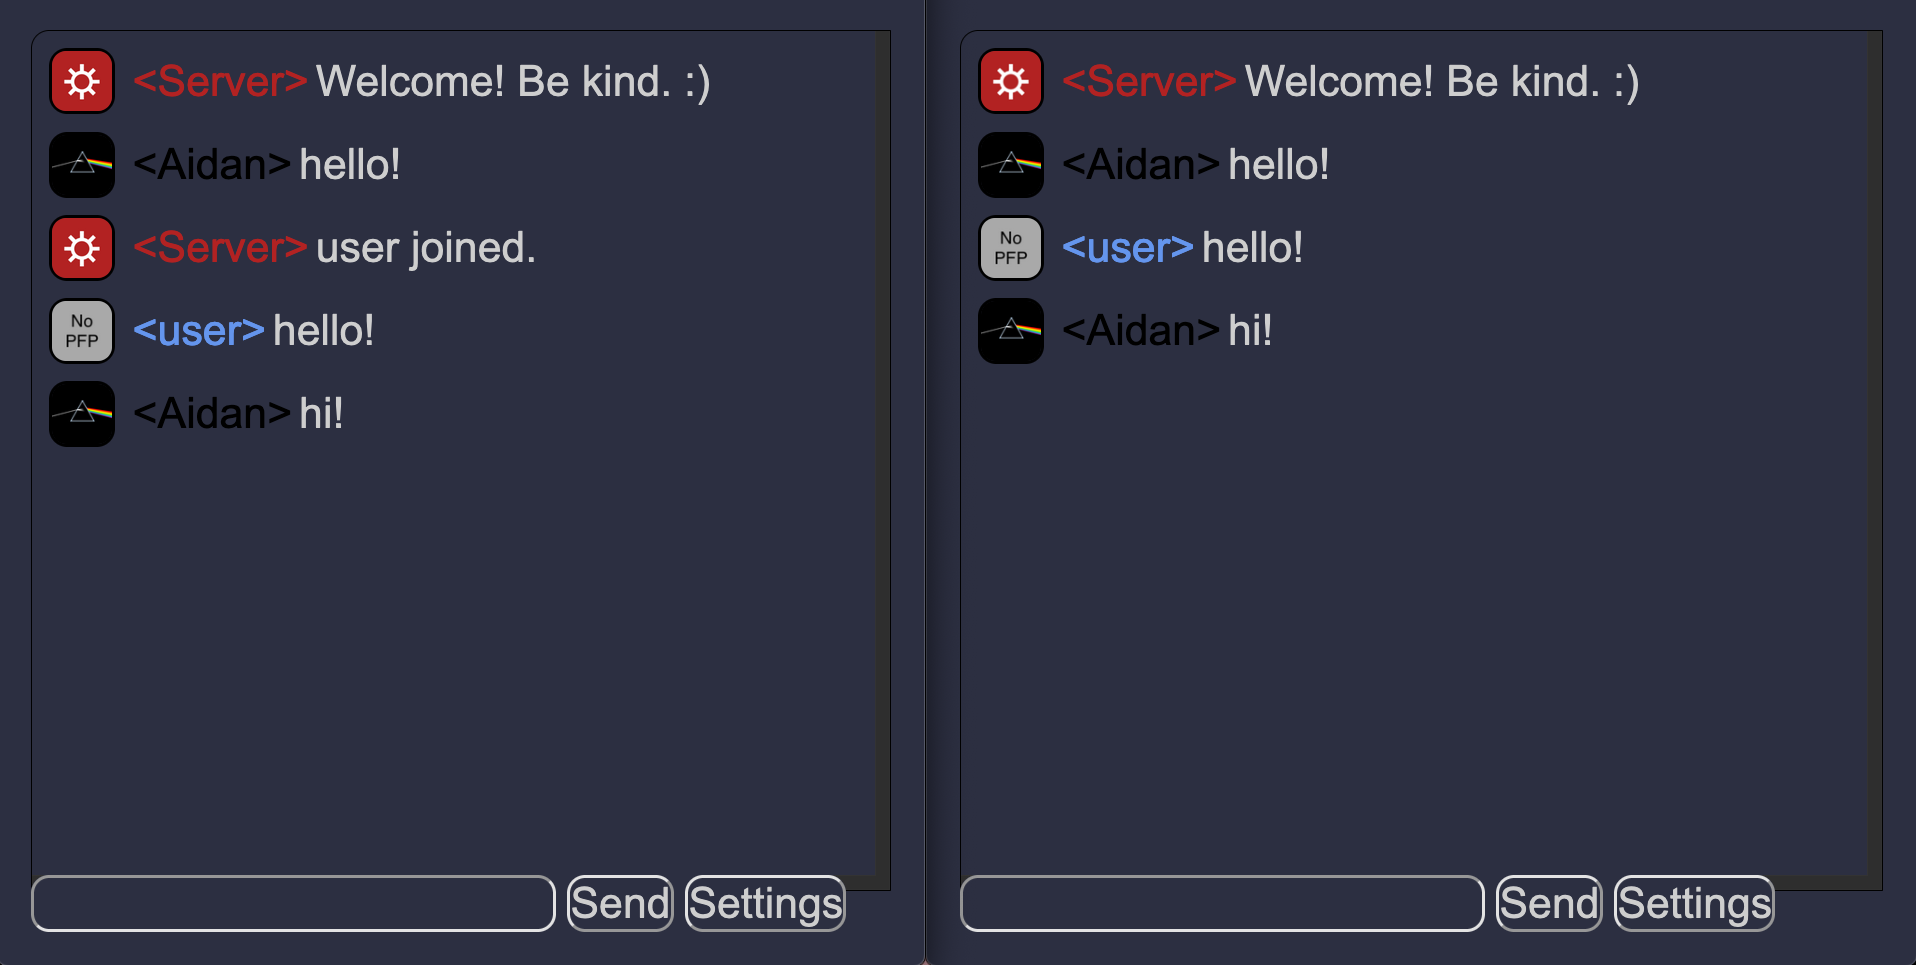 <Server> Welcome! Be kind. :)
<Aidan> hello!
<Server> user joined.
No
PFP
<user> hello!
<Aidan> hi!
Send
Settings
<Server> Welcome! Be kind. :)
<Aidan> hello!
No
PFP
<user> hello!
<Aidan> hi!
Send
Settings